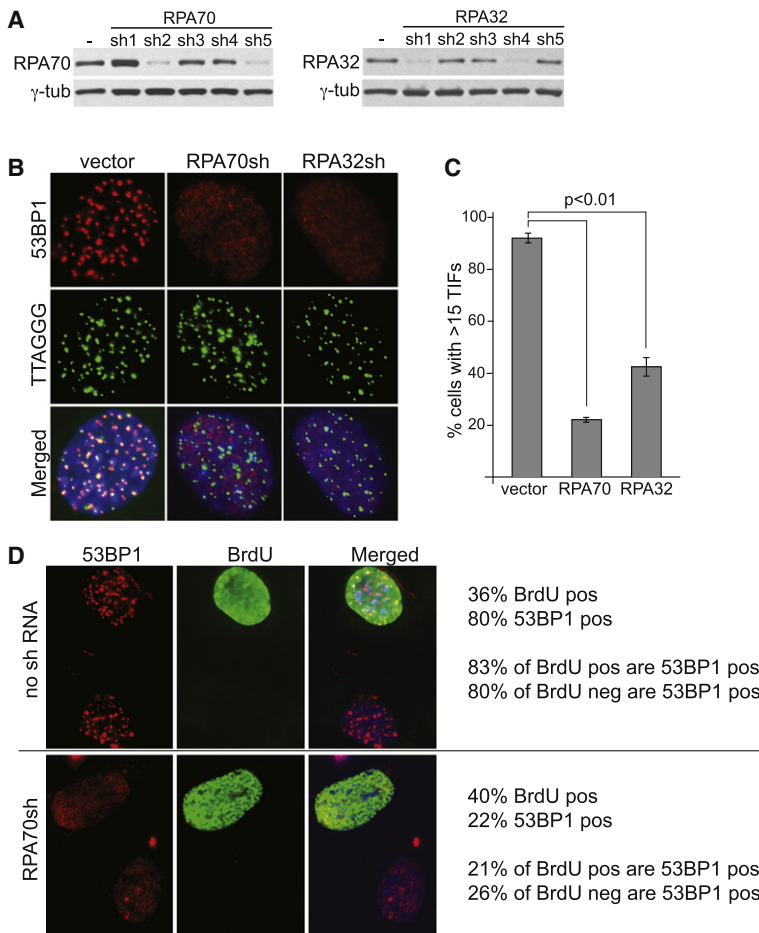 A
RPA70
- sh1 sh2 sh3 sh4 sh5
RPA70
γ-tub
RPA32
- sh1 sh2 sh3 sh4 sh5
RPA32
γ-tub
B
vector RPA70sh RPA32sh
53BP1
TTAGGG
Merged
C
p<0.01
% cells with >15 TIFs
100
80
60
40
20
vector RPA70 RPA32
D
53BP1 BrdU Merged
no sh RNA
36% BrdU pos
80% 53BP1 pos
83% of BrdU pos are 53BP1 pos
80% of BrdU neg are 53BP1 pos
RPA70sh
40% BrdU pos
22% 53BP1 pos
21% of BrdU pos are 53BP1 pos
26% of BrdU neg are 53BP1 pos